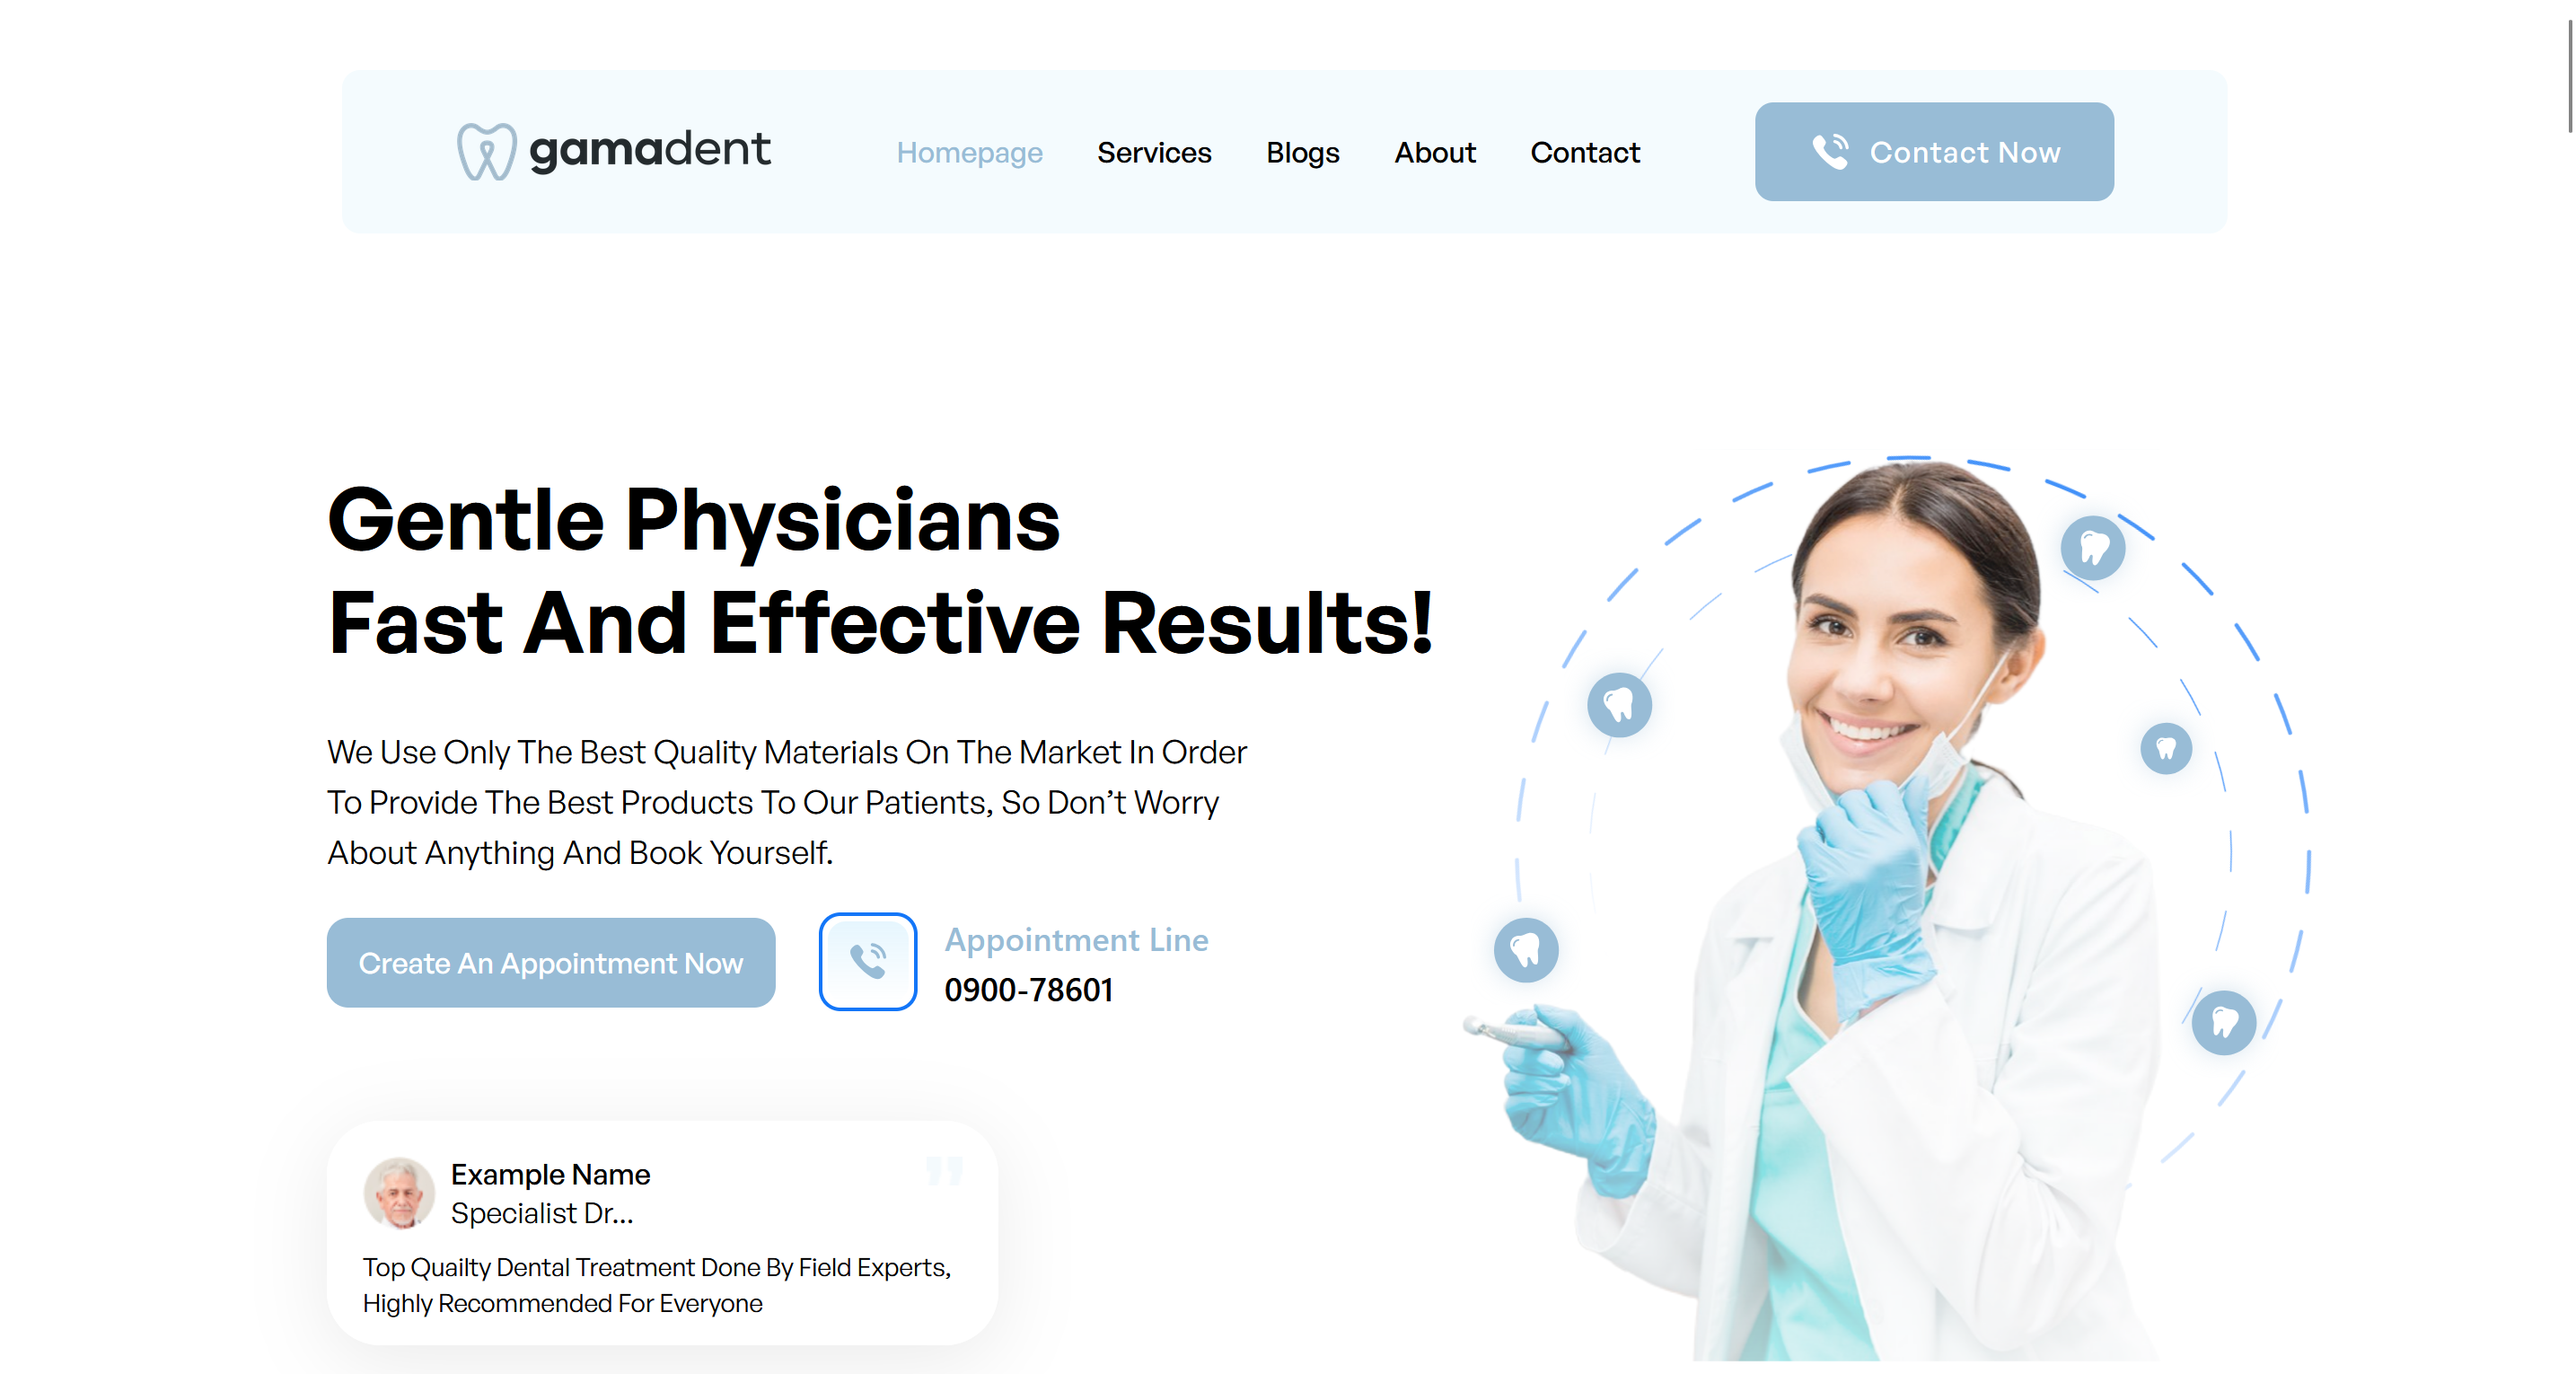 gamadent
Homepage Services Blogs About Contact
Contact Now
Gentle Physicians
Fast And Effective Results!
We Use Only The Best Quality Materials On The Market In Order
To Provide The Best Products To Our Patients, So Don’t Worry
About Anything And Book Yourself.
Create An Appointment Now
Appointment Line
0900-78601
Example Name
Specialist Dr...
Top Quailty Dental Treatment Done By Field Experts,
Highly Recommended For Everyone